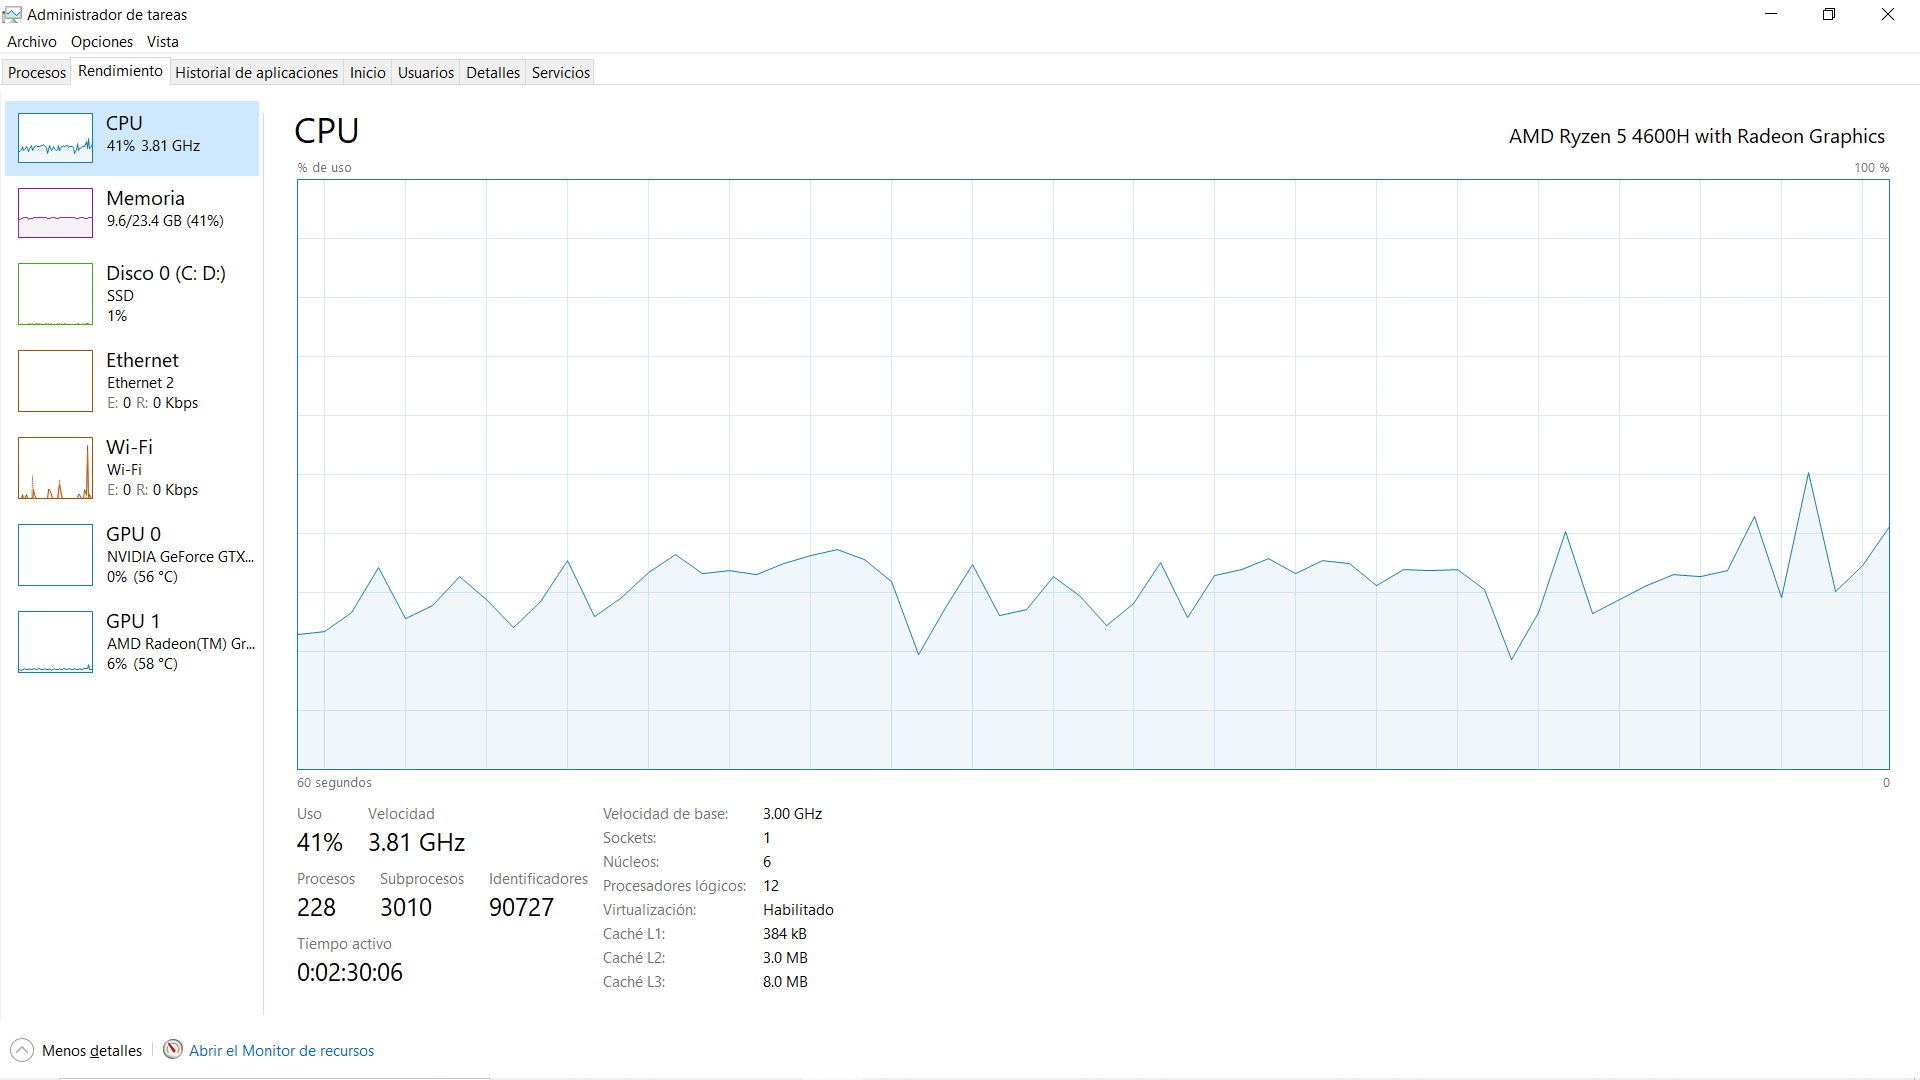 Administrador de tareas
Archivo Opciones Vista
Procesos Rendimiento Historial de aplicaciones Inicio Usuarios Detalles Servicios
CPU
41% 3.81 GHz
Memoria
9.6/23.4 GB (41%)
Disco 0 (C: D:)
SSD
1%
Ethernet
Ethernet 2
E: 0 R: 0 Kbps
Wi-Fi
Wi-Fi
E: 0 R: 0 Kbps
GPU 0
NVIDIA GeForce GTX...
0% (56 °C)
GPU 1
AMD Radeon(TM) Gr...
6% (58 °C)
CPU
AMD Ryzen 5 4600H with Radeon Graphics
% de uso
100 %
60 segundos
0
Uso Velocidad
41% 3.81 GHz
Procesos Subprocesos Identificadores
228 3010 90727
Tiempo activo
0:02:30:06
Velocidad de base: 3.00 GHz
Sockets: 1
Núcleos: 6
Procesadores lógicos: 12
Virtualización: Habilitado
Caché L1: 384 kB
Caché L2: 3.0 MB
Caché L3: 8.0 MB
Menos detalles
Abrir el Monitor de recursos